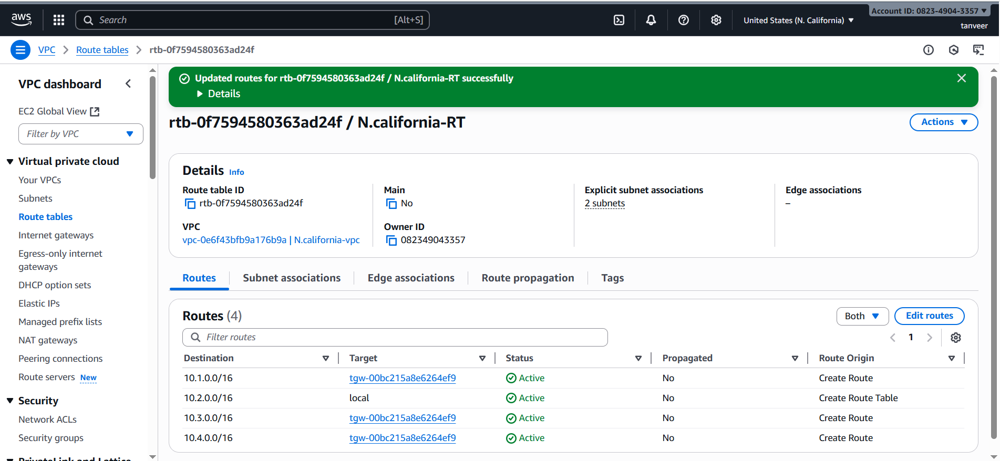 aws
Search [Alt+S]
United States (N. California)
Account ID: 0823-4904-3357
tanveer
VPC
Route tables
rtb-0f7594580363ad24f
VPC dashboard
EC2 Global View
Filter by VPC
Virtual private cloud
Your VPCs
Subnets
Route tables
Internet gateways
Egress-only internet
gateways
DHCP option sets
Elastic IPs
Managed prefix lists
NAT gateways
Peering connections
Route servers New
Security
Network ACLs
Security groups
PrivateLink and Lattice
Updated routes for rtb-0f7594580363ad24f / N.california-RT successfully
Details
rtb-0f7594580363ad24f / N.california-RT
Actions
Details Info
Route table ID
rtb-0f7594580363ad24f
Main
No
Explicit subnet associations
2 subnets
Edge associations
–
VPC
vpc-0e6f43bfb9a176b9a | N.california-vpc
Owner ID
082349043357
Routes Subnet associations Edge associations Route propagation Tags
Routes (4)
Both
Edit routes
Filter routes
1
Destination Target Status Propagated Route Origin
10.1.0.0/16 tgw-00bc215a8e6264ef9 Active No Create Route
10.2.0.0/16 local Active No Create Route Table
10.3.0.0/16 tgw-00bc215a8e6264ef9 Active No Create Route
10.4.0.0/16 tgw-00bc215a8e6264ef9 Active No Create Route